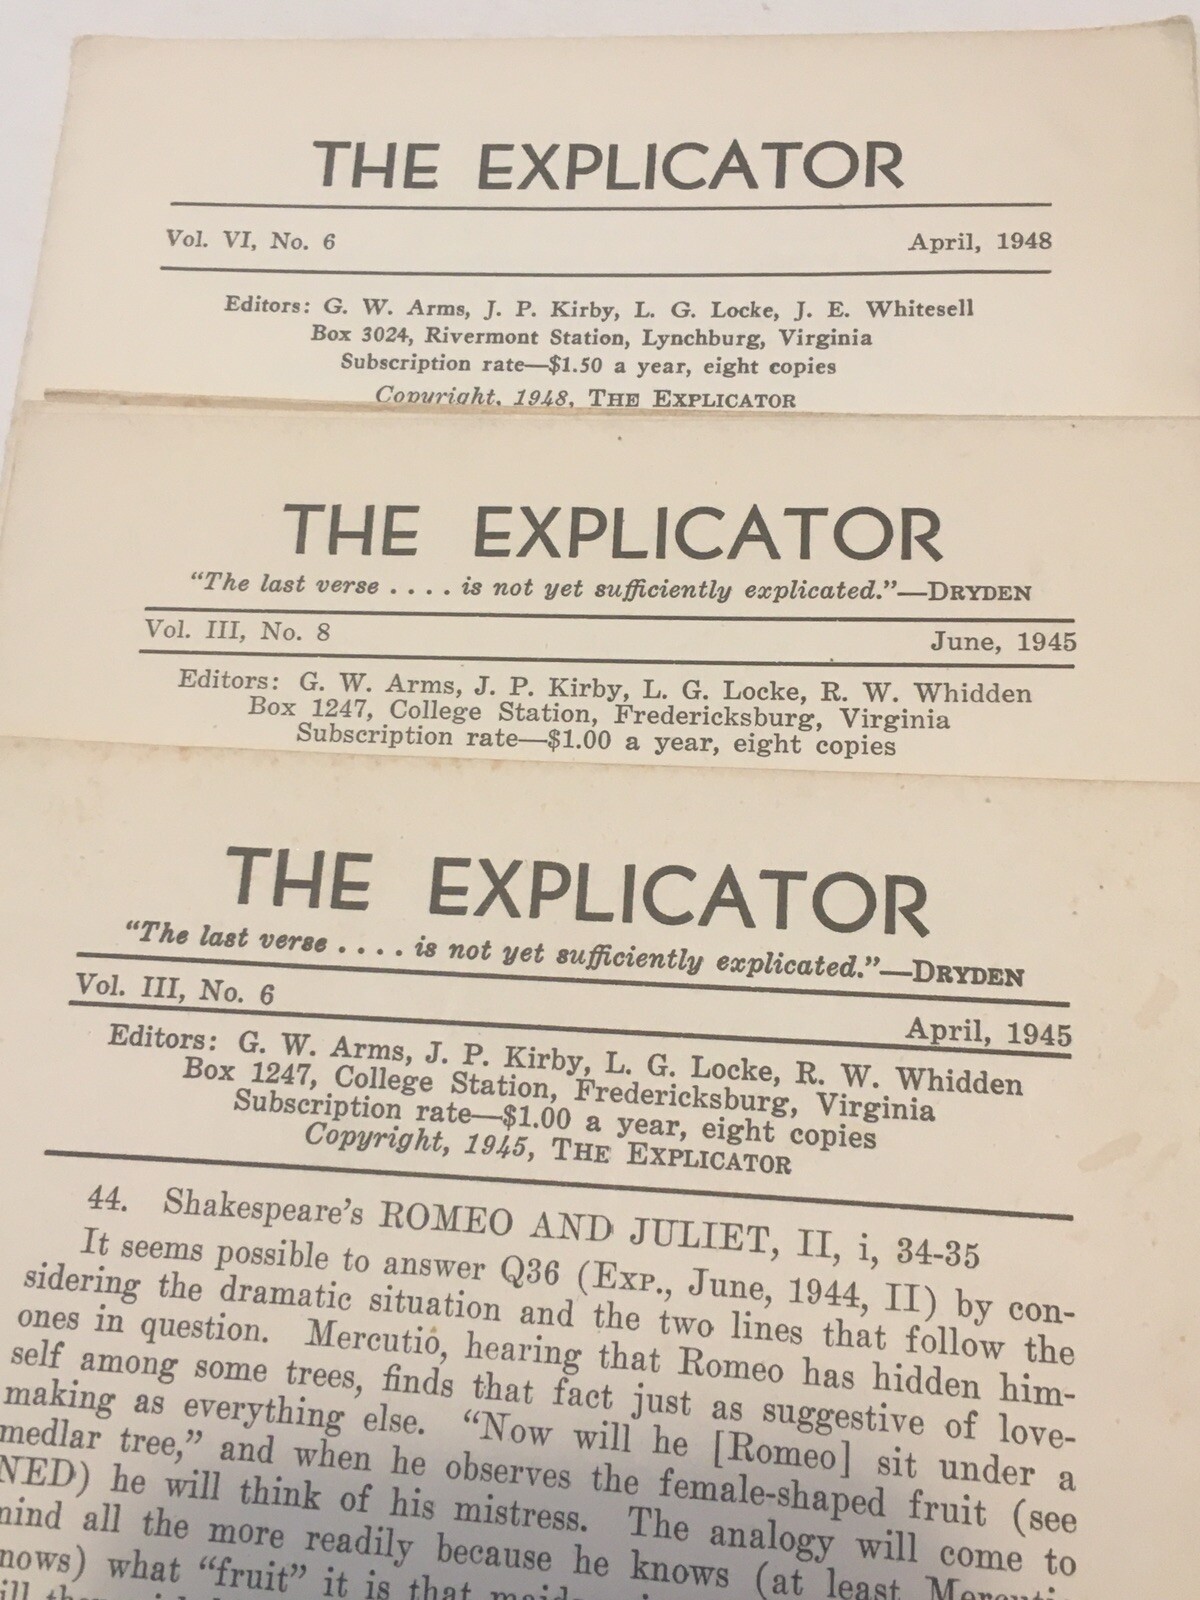 THE EXPLICATOR
Vol. VI, No. 6 April, 1948
Editors: G. W. Arms, J. P. Kirby, L. G. Locke, J. E. Whitesell
Box 3024, Rivermont Station, Lynchburg, Virginia
Subscription rate—$1.50 a year, eight copies
Copyright, 1948, THE EXPLICATOR
THE EXPLICATOR
“The last verse . . . . is not yet sufficiently explicated.”—DRYDEN
Vol. III, No. 8 June, 1945
Editors: G. W. Arms, J. P. Kirby, L. G. Locke, R. W. Whidden
Box 1247, College Station, Fredericksburg, Virginia
Subscription rate—$1.00 a year, eight copies
THE EXPLICATOR
“The last verse . . . . is not yet sufficiently explicated.”—DRYDEN
Vol. III, No. 6 April, 1945
Editors: G. W. Arms, J. P. Kirby, L. G. Locke, R. W. Whidden
Box 1247, College Station, Fredericksburg, Virginia
Subscription rate—$1.00 a year, eight copies
Copyright, 1945, THE EXPLICATOR
44. Shakespeare’s ROMEO AND JULIET, II, i, 34-35
It seems possible to answer Q36 (EXP., June, 1944, II) by con-
sidering the dramatic situation and the two lines that follow the
ones in question. Mercutio, hearing that Romeo has hidden him-
self among some trees, finds that fact just as suggestive of love-
making as everything else. “Now will he [Romeo] sit under a
medlar tree,” and when he observes the female-shaped fruit (see
NED) he will think of his mistress. The analogy will come to
mind all the more readily because he knows (at least
nows) what “fruit” it is that